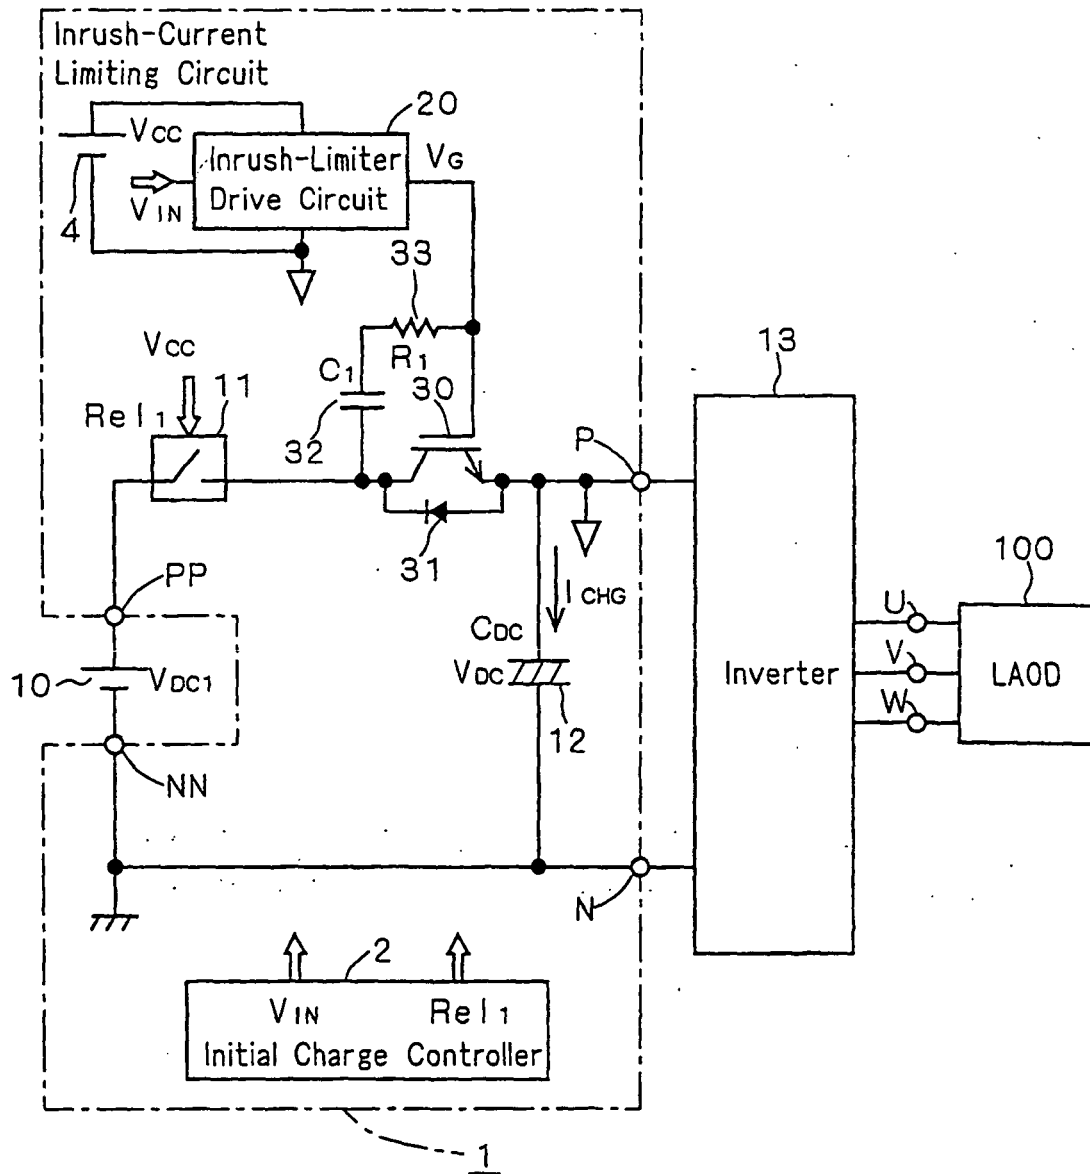 Inrush-Current
Limiting Circuit
20
VCC
Inrush-Limiter
Drive Circuit
VG
VIN
4
33
R1
VCC
11
Rel1
C1
30
32
31
P
13
PP
ICHG
100
10
VDC1
CDC
VDC
12
Inverter
U
V
W
LAOD
NN
N
2
VIN
Rel1
Initial Charge Controller
1